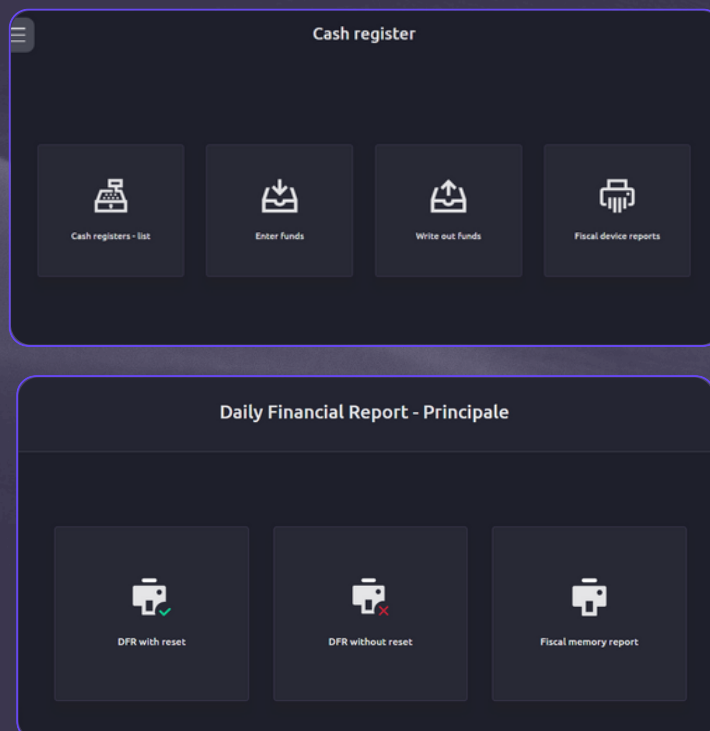 Cash register
Cash registers - list
Enter funds
Write out funds
Fiscal device reports
Daily Financial Report - Principale
DFR with reset
DFR without reset
Fiscal memory report